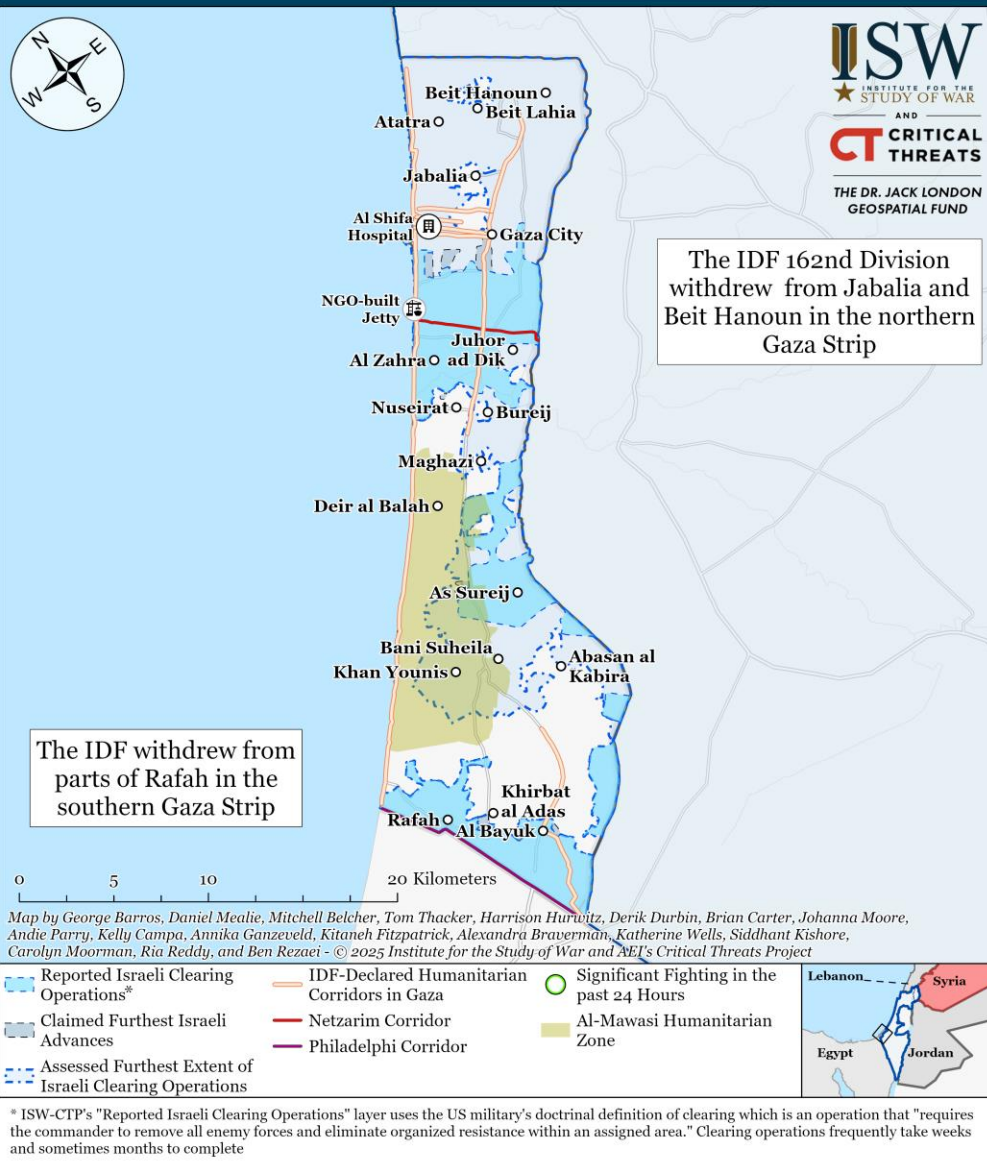 N
E
W
S
ISW
INSTITUTE FOR THE
STUDY OF WAR
AND
CT CRITICAL
THREATS
THE DR. JACK LONDON
GEOSPATIAL FUND
Beit Hanoun
Beit Lahia
Atatra
Jabalia
Al Shifa
Hospital
Gaza City
The IDF 162nd Division
withdrew from Jabalia and
Beit Hanoun in the northern
Gaza Strip
NGO-built
Jetty
Juhor
ad Dik
Al Zahra
Nuseirat
Bureij
Maghazi
Deir al Balah
As Sureij
Bani Suheila
Abasan al
Kabira
Khan Younis
The IDF withdrew from
parts of Rafah in the
southern Gaza Strip
Khirbat
al Adas
Rafah
Al Bayuk
0 5 10 20 Kilometers
Map by George Barros, Daniel Mealie, Mitchell Belcher, Tom Thacker, Harrison Hurwitz, Derik Durbin, Brian Carter, Johanna Moore,
Andie Parry, Kelly Campa, Annika Ganzeveld, Kitaneh Fitzpatrick, Alexandra Braverman, Katherine Wells, Siddhant Kishore,
Carolyn Moorman, Ria Reddy, and Ben Rezaei - © 2025 Institute for the Study of War and AEI's Critical Threats Project
Reported Israeli Clearing
Operations*
Claimed Furthest Israeli
Advances
Assessed Furthest Extent of
Israeli Clearing Operations
IDF-Declared Humanitarian
Corridors in Gaza
Netzarim Corridor
Philadelphi Corridor
Significant Fighting in the
past 24 Hours
Al-Mawasi Humanitarian
Zone
Lebanon
Syria
Egypt
Jordan
* ISW-CTP's "Reported Israeli Clearing Operations" layer uses the US military's doctrinal definition of clearing which is an operation that "requires
the commander to remove all enemy forces and eliminate organized resistance within an assigned area." Clearing operations frequently take weeks
and sometimes months to complete